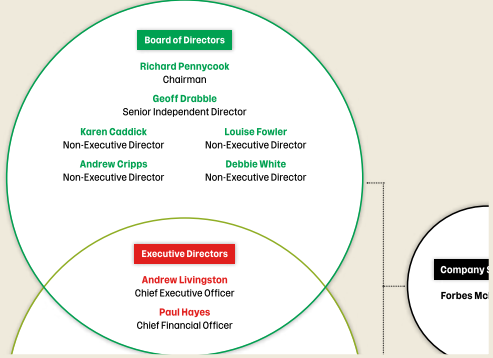 Board of Directors
Richard Pennycook
Chairman
Geoff Drabble
Senior Independent Director
Karen Caddick
Non-Executive Director
Louise Fowler
Non-Executive Director
Andrew Cripps
Non-Executive Director
Debbie White
Non-Executive Director
Executive Directors
Andrew Livingston
Chief Executive Officer
Paul Hayes
Chief Financial Officer
Company
Forbes